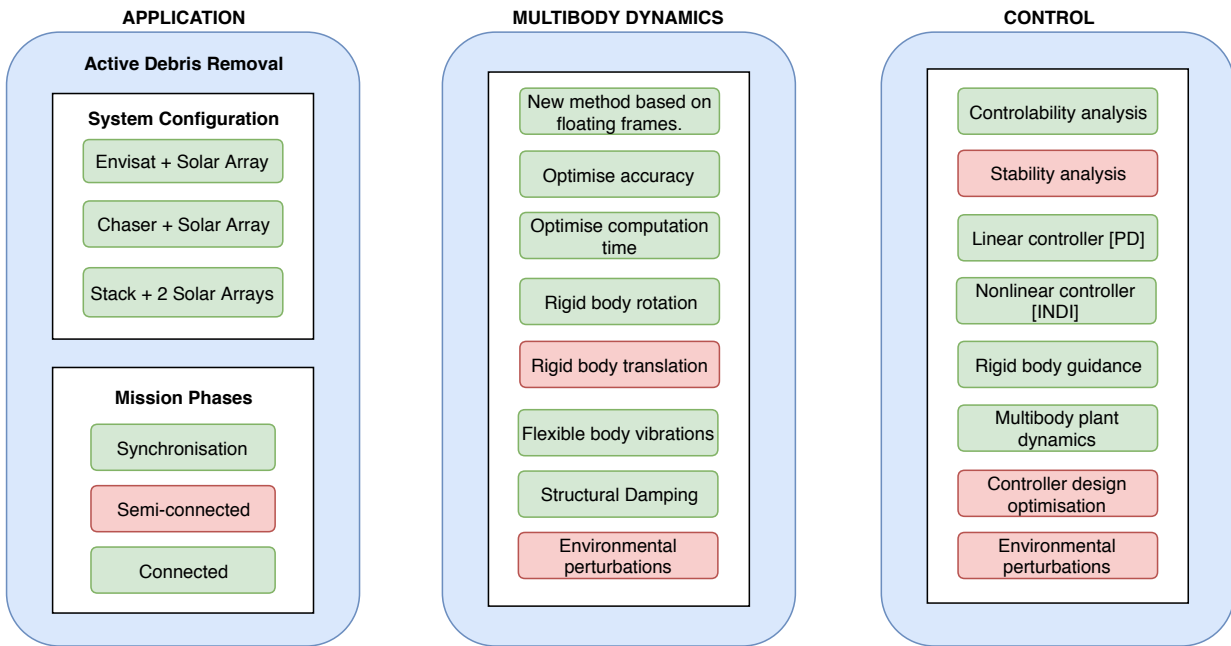 APPLICATION
Active Debris Removal
System Configuration
Envisat + Solar Array
Chaser + Solar Array
Stack + 2 Solar Arrays
Mission Phases
Synchronisation
Semi-connected
Connected
MULTIBODY DYNAMICS
New method based on
floating frames.
Optimise accuracy
Optimise computation
time
Rigid body rotation
Rigid body translation
Flexible body vibrations
Structural Damping
Environmental
perturbations
CONTROL
Controlability analysis
Stability analysis
Linear controller [PD]
Nonlinear controller
[INDI]
Rigid body guidance
Multibody plant
dynamics
Controller design
optimisation
Environmental
perturbations